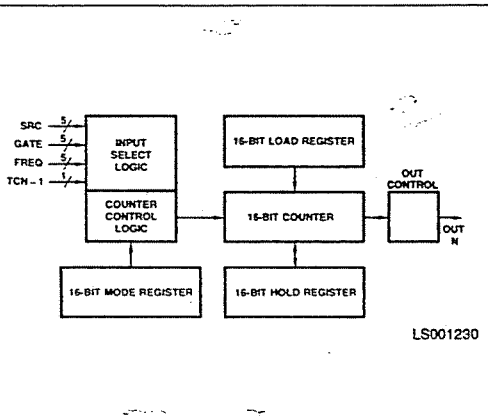 SRC 5
GATE 5
FREQ 5
TCN-1 1
INPUT
SELECT
LOGIC
COUNTER
CONTROL
LOGIC
16-BIT MODE REGISTER
16-BIT LOAD REGISTER
16-BIT COUNTER
16-BIT HOLD REGISTER
OUT
CONTROL
OUT
N
LS001230